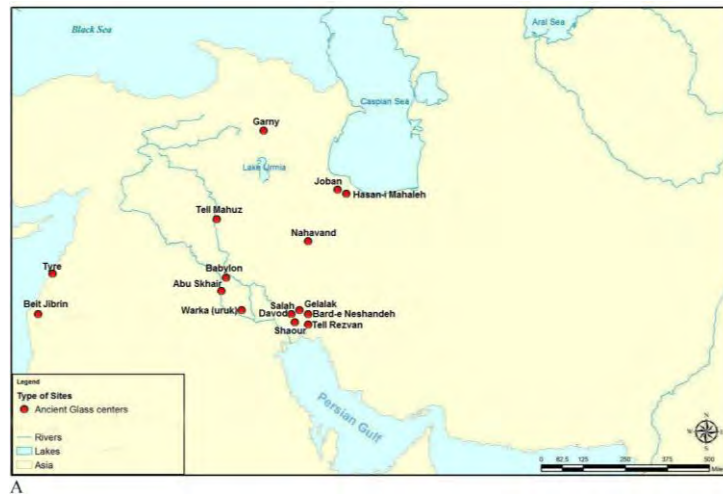 Black Sea
Aral Sea
Caspian Sea
Garny
Lake Urmia
Joban
Hasan-i Mahaleh
Tell Mahuz
Nahavand
Tyre
Babylon
Abu Skhair
Beit Jibrin
Warka (uruk)
Salah
Gelalak
Davod
Bard-e Neshandeh
Shaour
Tell Rezvan
Persian Gulf
Legend
Type of Sites
Ancient Glass centers
Rivers
Lakes
Asia
N
W
S
0 62,5 125 250 375 500
A